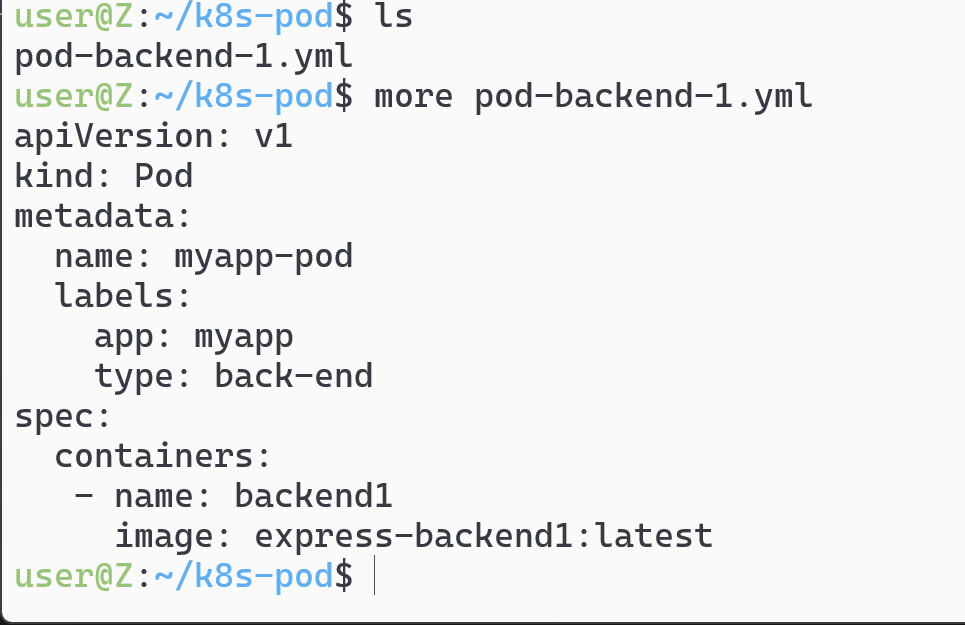 user@Z:~/k8s-pod$ ls
pod-backend-1.yml
user@Z:~/k8s-pod$ more pod-backend-1.yml
apiVersion: v1
kind: Pod
metadata:
  name: myapp-pod
  labels:
    app: myapp
    type: back-end
spec:
  containers:
   - name: backend1
     image: express-backend1:latest
user@Z:~/k8s-pod$